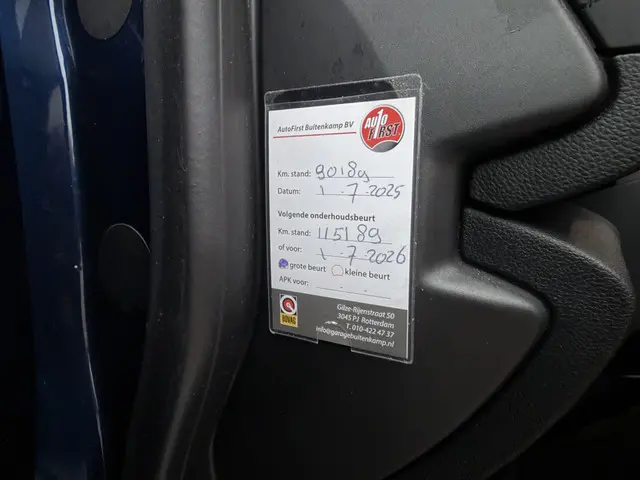 AutoFirst Buitenkamp BV
AUTO FIRST
Km. stand: 90189
Datum: 1 - 7 - 2025
Volgende onderhoudsbeurt
Km. stand: 115189
of voor: 1 - 7 - 2026
grote beurt kleine beurt
APK voor: - -
BOVAG
Gilze-Rijenstraat 50
3045 PJ Rotterdam
T. 010-422 47 37
info@garagebuitenkamp.nl